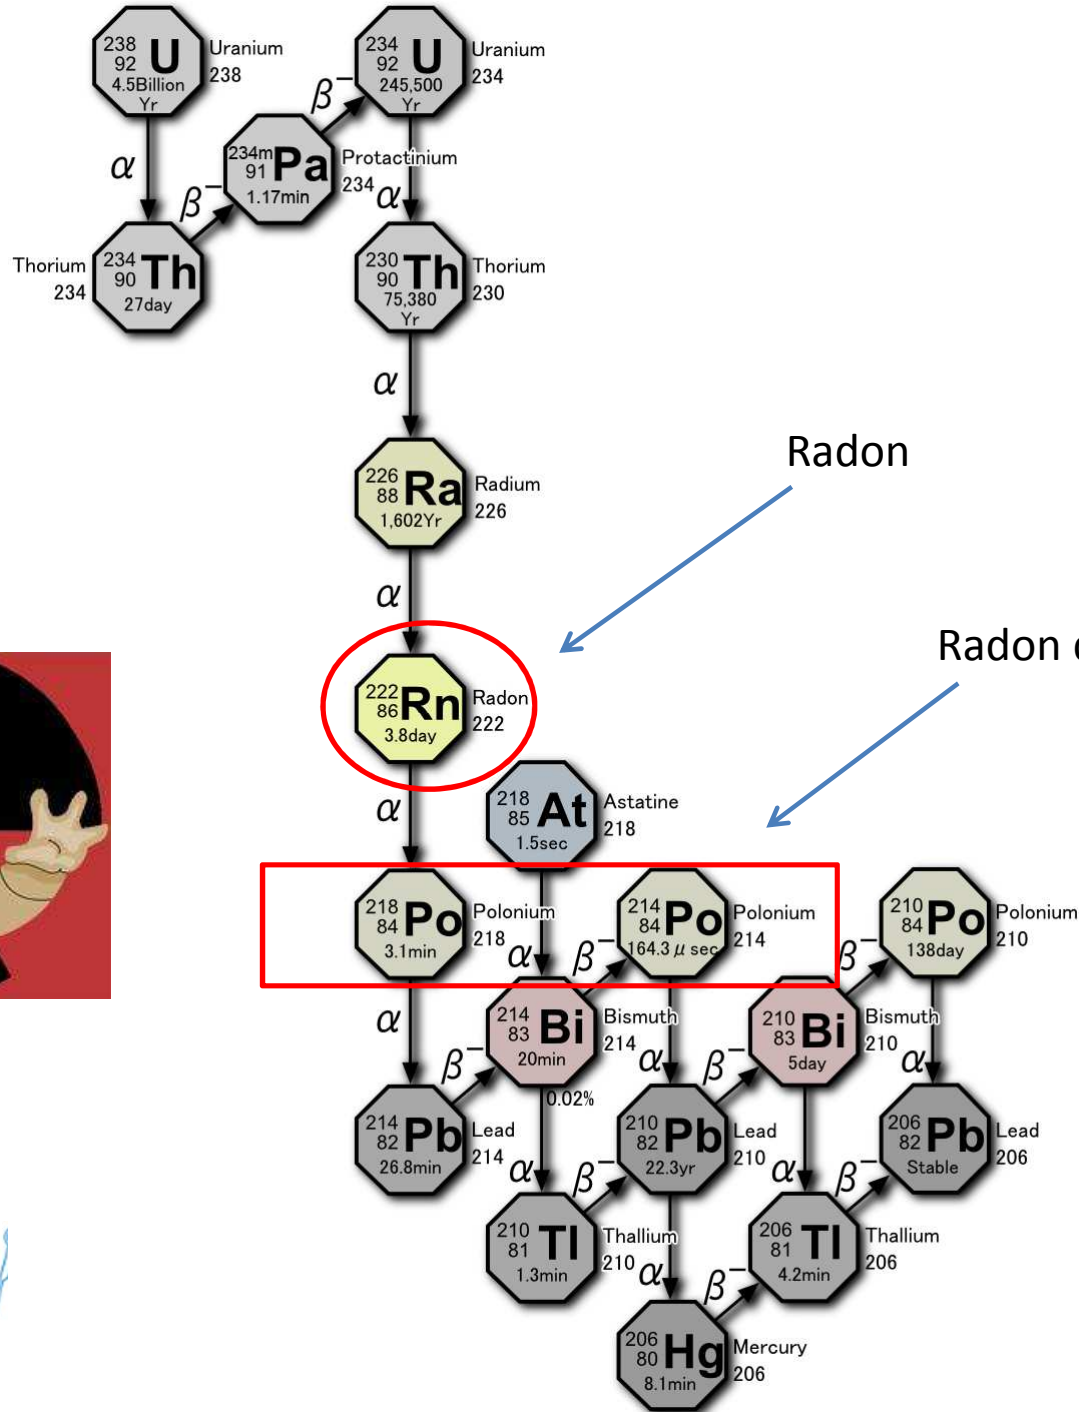 238
92 U
4.5Billion
Yr
Uranium
238
234
92 U
245,500
Yr
Uranium
234
β−
α
234m
91 Pa
1.17min
Protactinium
234
β−
α
Thorium
234
234
90 Th
27day
230
90 Th
75,380
Yr
Thorium
230
α
Radon
226
88 Ra
1,602Yr
Radium
226
α
Radon
222
86 Rn
3.8day
Radon
222
α
218
85 At
1.5sec
Astatine
218
218
84 Po
3.1min
Polonium
218
α
β−
214
84 Po
164.3 μ sec
Polonium
214
β−
210
84 Po
138day
Polonium
210
α
β−
214
83 Bi
20min
Bismuth
214
0.02%
α
β−
210
83 Bi
5day
Bismuth
210
α
214
82 Pb
26.8min
Lead
214
α
β−
210
82 Pb
22.3yr
Lead
210
α
β−
206
82 Pb
Stable
Lead
206
210
81 Tl
1.3min
Thallium
210
α
β−
206
81 Tl
4.2min
Thallium
206
206
80 Hg
8.1min
Mercury
206